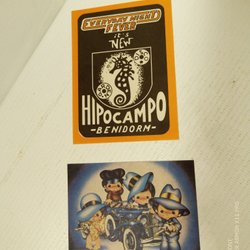 EVERYDAY NIGHT
FEVER
it's
NEW
HIPOCAMPO
-BENIDORM-